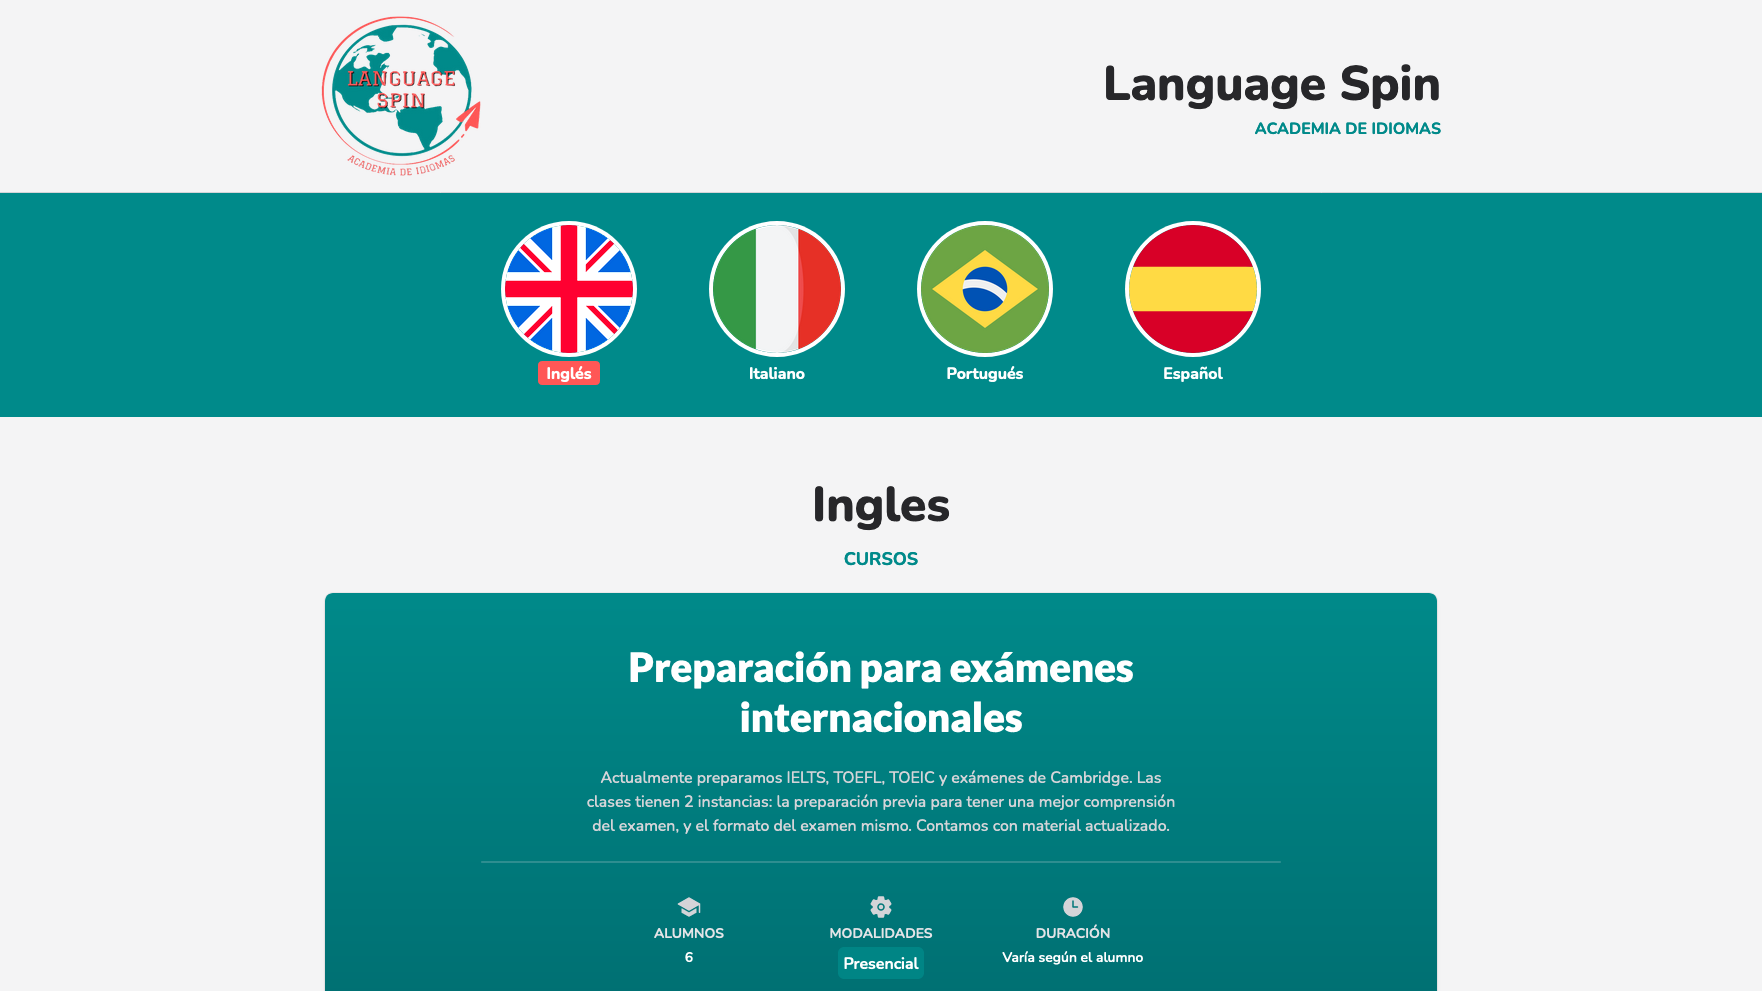 LANGUAGE
SPIN
ACADEMIA DE IDIOMAS
Language Spin
ACADEMIA DE IDIOMAS
Inglés
Italiano
Portugués
Español
Ingles
CURSOS
Preparación para exámenes
internacionales
Actualmente preparamos IELTS, TOEFL, TOEIC y exámenes de Cambridge. Las
clases tienen 2 instancias: la preparación previa para tener una mejor comprensión
del examen, y el formato del examen mismo. Contamos con material actualizado.
ALUMNOS
6
MODALIDADES
Presencial
DURACIÓN
Varía según el alumno